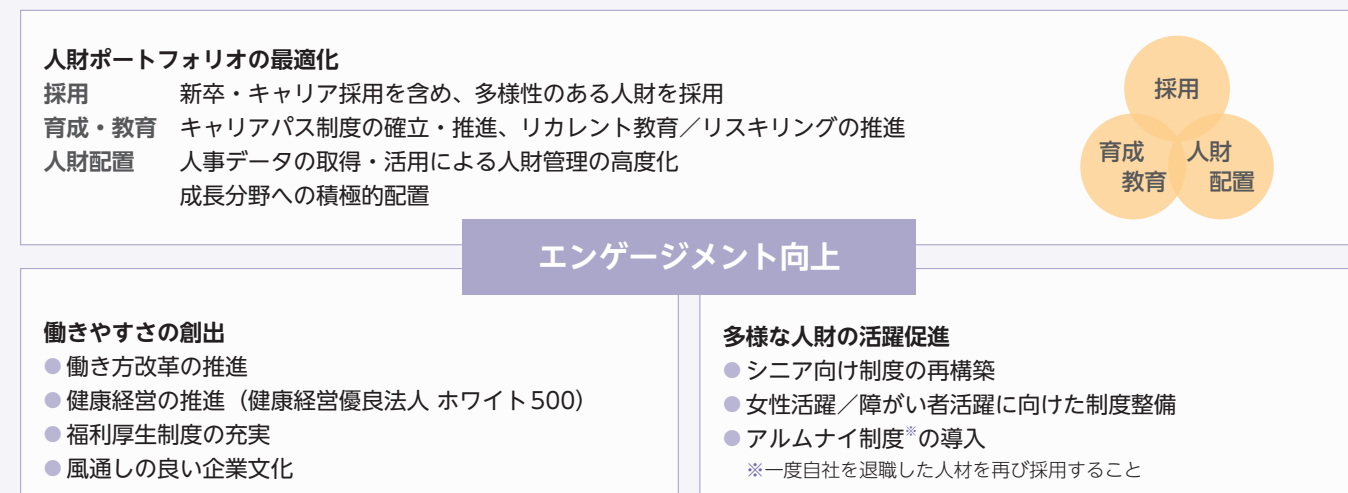 人財ポートフォリオの最適化
採用 新卒・キャリア採用を含め、多様性のある人財を採用
育成・教育 キャリアパス制度の確立・推進、リカレント教育／リスキリングの推進
人財配置 人事データの取得・活用による人財管理の高度化
成長分野への積極的配置
採用
育成
教育
人財
配置
エンゲージメント向上
働きやすさの創出
●働き方改革の推進
●健康経営の推進（健康経営優良法人 ホワイト500）
●福利厚生制度の充実
●風通しの良い企業文化
多様な人財の活躍促進
●シニア向け制度の再構築
●女性活躍／障がい者活躍に向けた制度整備
●アルムナイ制度※の導入
※一度自社を退職した人材を再び採用すること